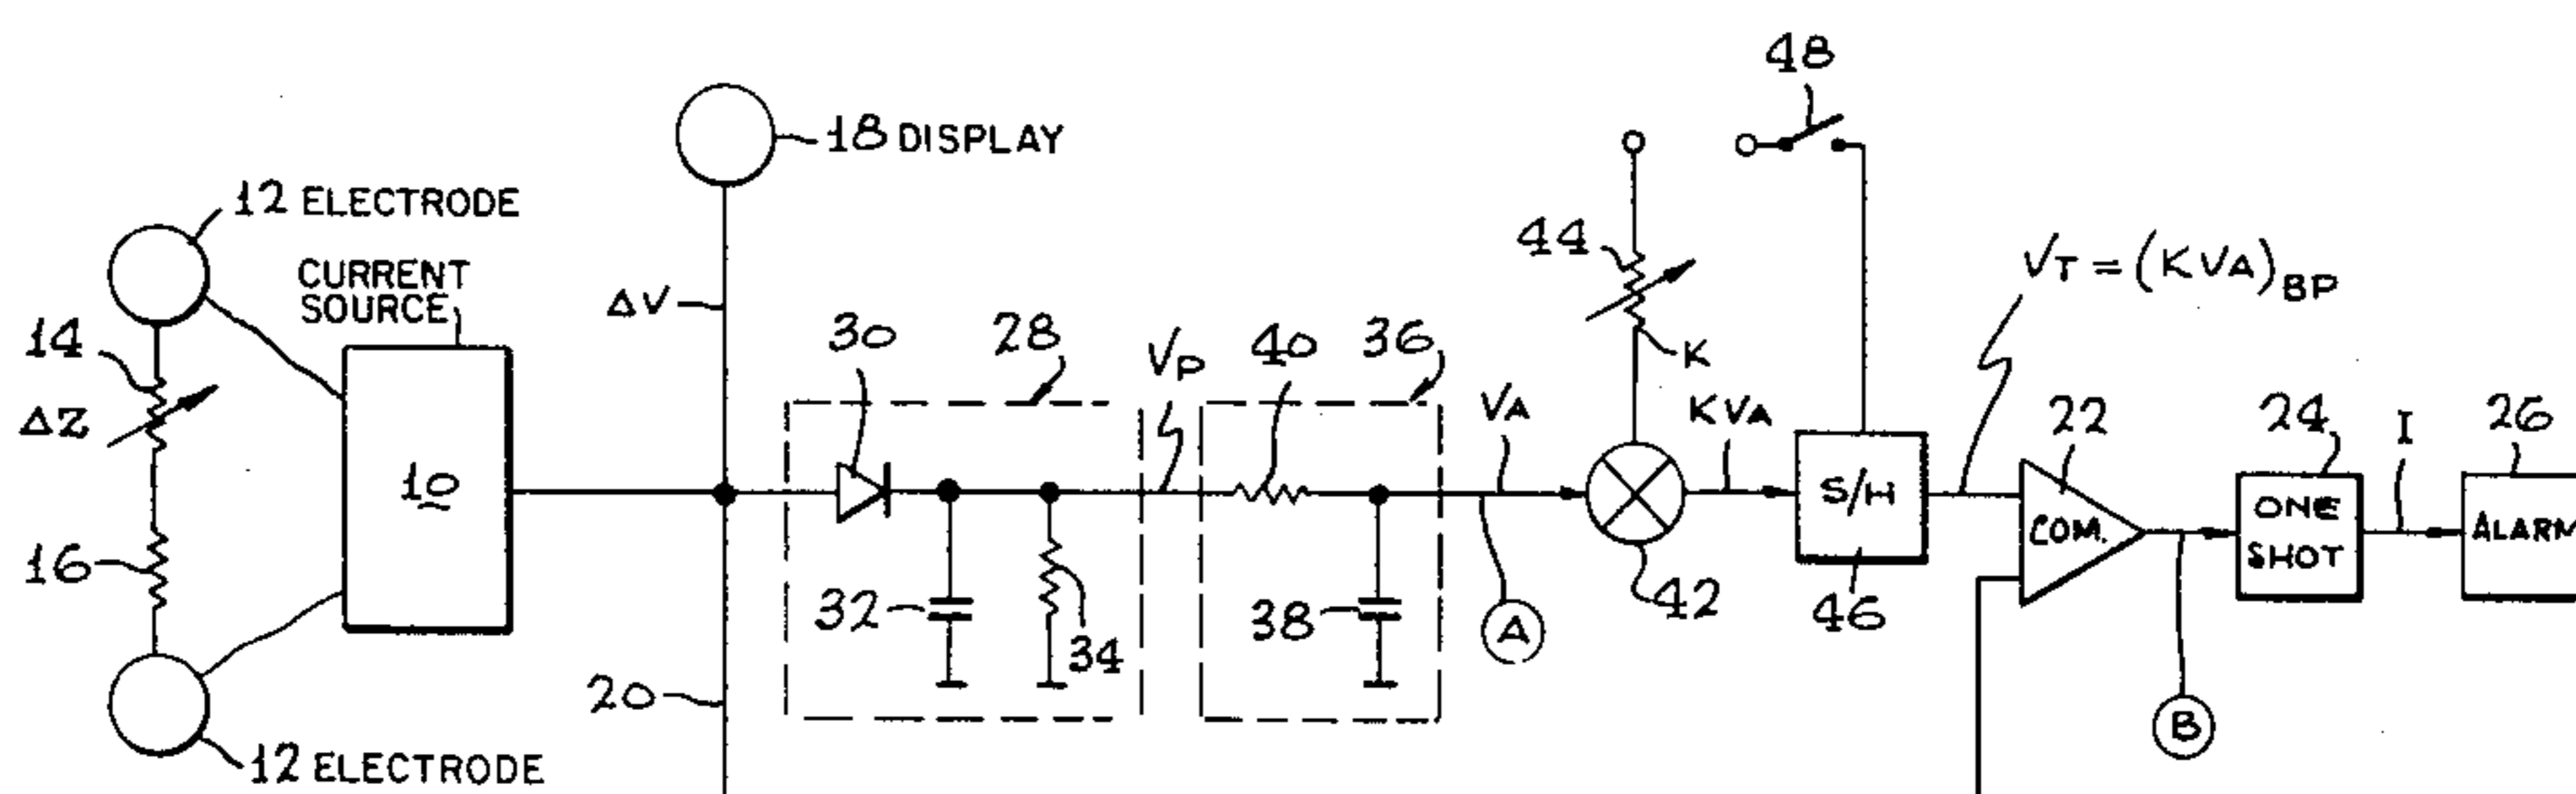 48
18 DISPLAY
12 ELECTRODE
44
CURRENT
SOURCE
VT = (KVA)BP
ΔV
14
30
28
VP
40
36
K
VA
KVA
22
24
I
26
ΔZ
10
S/H
COM.
ONE
SHOT
ALARM
16
32
34
38
A
42
46
20
B
12 ELECTRODE